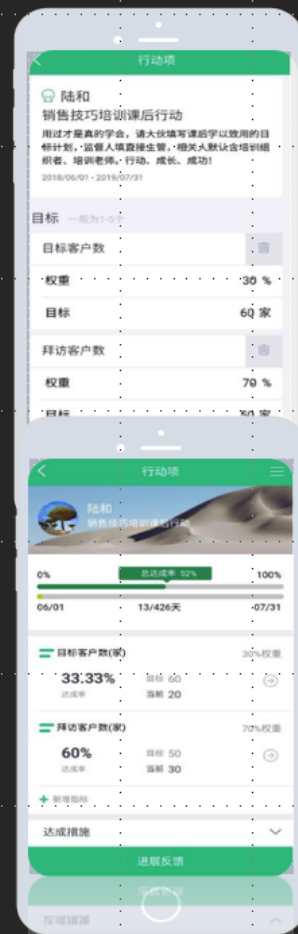 行动项
陆和
销售技巧培训课后行动
用过才是真的学会，请大伙填写课后学以致用的目
标计划，监督人填直接主管，相关人默认含培训组
织者、培训老师。行动、成长、成功！
2018/06/01 - 2019/07/31
目标 一般为1-5个
目标客户数
权重 30 %
目标 60 家
拜访客户数
权重 70 %
目标 50 家
行动项
陆和
销售技巧培训课后行动
0% 总达成率 52% 100%
06/01 13/426天 07/31
目标客户数(家) 30%权重
33.33% 目标 60
达成率 当前 20
拜访客户数(家) 70%权重
60% 目标 50
达成率 当前 30
+ 新增指标
达成措施
进展反馈